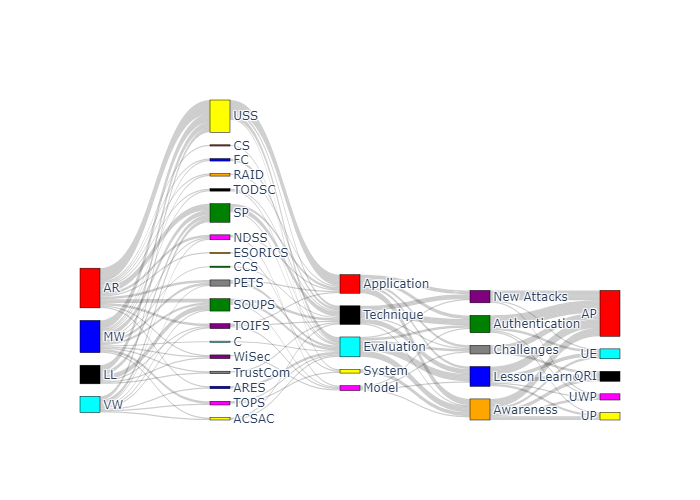 AR
MW
LL
VW
USS
CS
FC
RAID
TODSC
SP
NDSS
ESORICS
CCS
PETS
SOUPS
TOIFS
C
WiSec
TrustCom
ARES
TOPS
ACSAC
Application
Technique
Evaluation
System
Model
New Attacks
Authentication
Challenges
Lesson Learn
Awareness
AP
UE
QRI
UWP
UP